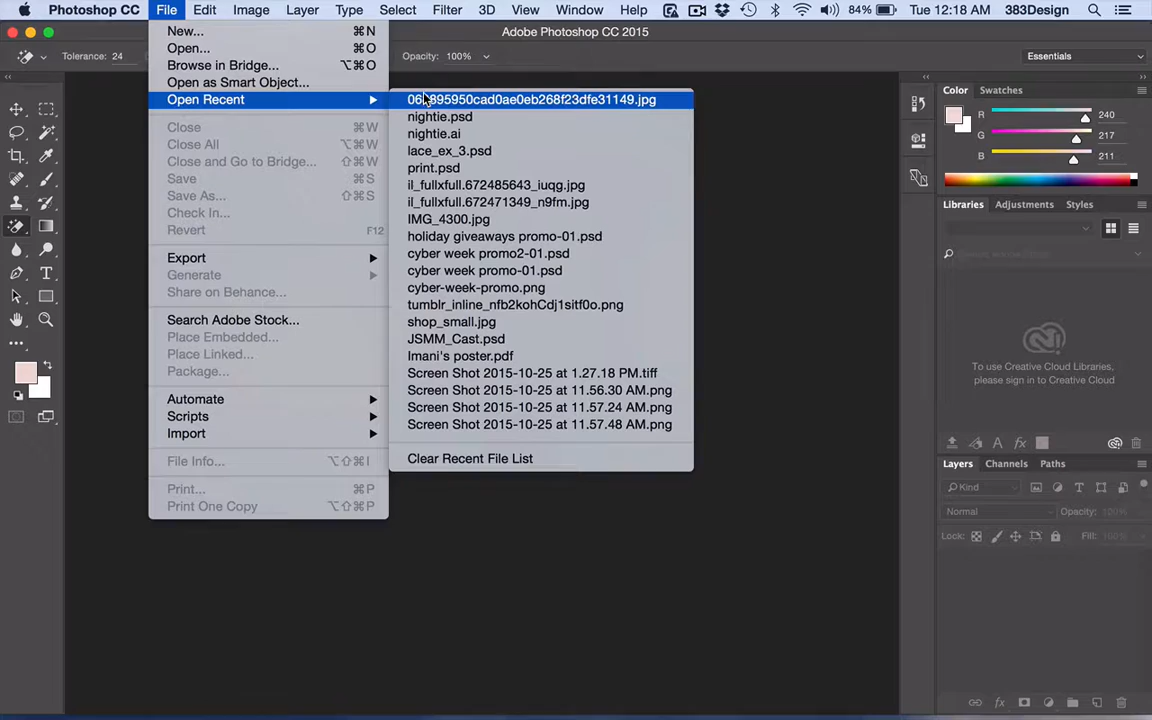 Photoshop CC File Edit Image Layer Type Select Filter 3D View Window Help 84% Tue 12:18 AM 383Design
Adobe Photoshop CC 2015
Tolerance: 24 Opacity: 100% Essentials
New... ⌘N
Open... ⌘O
Browse in Bridge... ⌥⌘O
Open as Smart Object...
Open Recent
Close ⌘W
Close All ⌥⌘W
Close and Go to Bridge... ⇧⌘W
Save ⌘S
Save As... ⇧⌘S
Check In...
Revert F12
Export
Generate
Share on Behance...
Search Adobe Stock...
Place Embedded...
Place Linked...
Package...
Automate
Scripts
Import
File Info... ⌥⇧⌘I
Print... ⌘P
Print One Copy ⌥⇧⌘P
nightie.psd
nightie.ai
lace_ex_3.psd
print.psd
il_fullxfull.672485643_iuqg.jpg
il_fullxfull.672471349_n9fm.jpg
IMG_4300.jpg
holiday giveaways promo-01.psd
cyber week promo2-01.psd
cyber week promo-01.psd
cyber-week-promo.png
tumblr_inline_nfb2kohCdj1sitf0o.png
shop_small.jpg
JSMM_Cast.psd
Imani's poster.pdf
Screen Shot 2015-10-25 at 1.27.18 PM.tiff
Screen Shot 2015-10-25 at 11.56.30 AM.png
Screen Shot 2015-10-25 at 11.57.24 AM.png
Screen Shot 2015-10-25 at 11.57.48 AM.png
Clear Recent File List
Color Swatches
R 240
G 217
B 211
Libraries Adjustments Styles
To use Creative Cloud Libraries,
please sign in to Creative Cloud
Layers Channels Paths
Kind
Normal Opacity: 100%
Lock: Fill: 100%